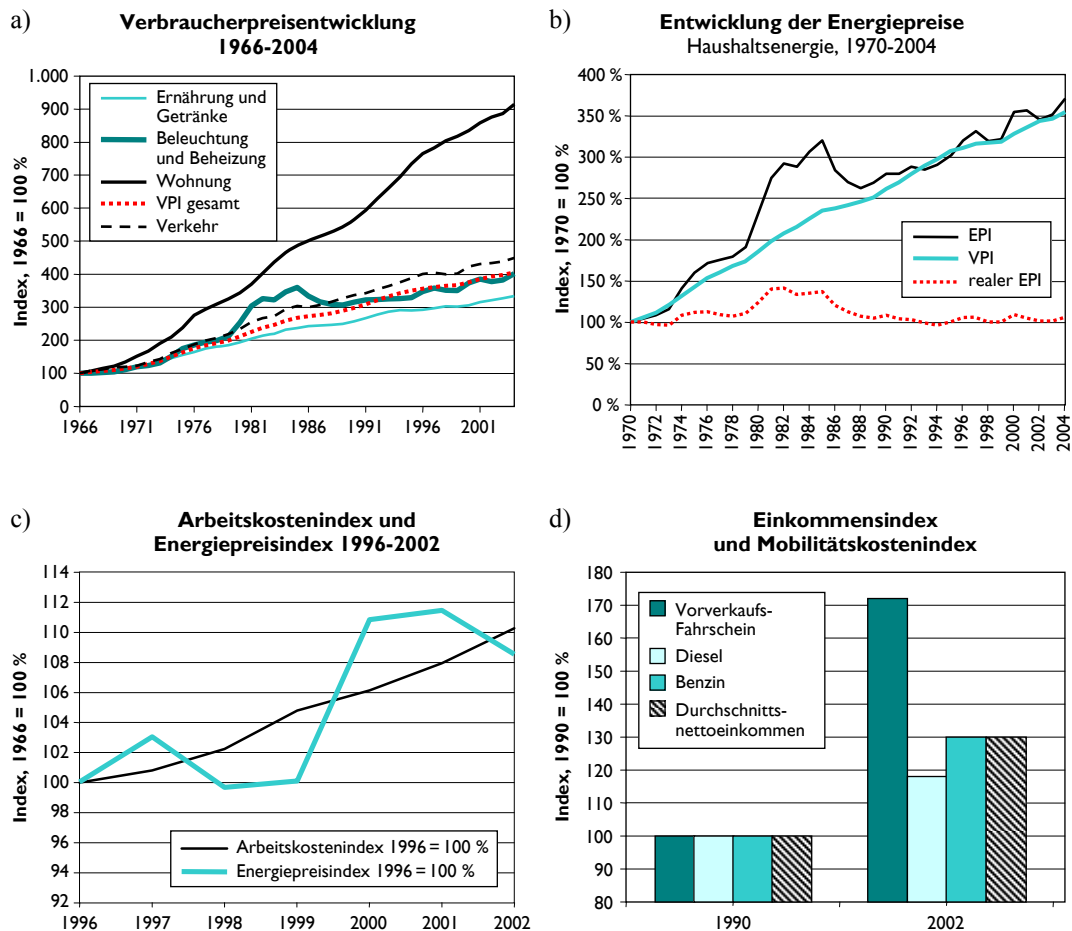 a)
Verbraucherpreisentwicklung
1966-2004
Index, 1966 = 100 %
1.000
900
800
700
600
500
400
300
200
100
0
Ernährung und
Getränke
Beleuchtung
und Beheizung
Wohnung
VPI gesamt
Verkehr
1966 1971 1976 1981 1986 1991 1996 2001
b)
Entwicklung der Energiepreise
Haushaltsenergie, 1970-2004
Index, 1970 = 100 %
400 %
350 %
300 %
250 %
200 %
150 %
100 %
50 %
0 %
EPI
VPI
realer EPI
1970
1972
1974
1976
1978
1980
1982
1984
1986
1988
1990
1992
1994
1996
1998
2000
2002
2004
c)
Arbeitskostenindex und
Energiepreisindex 1996-2002
Index, 1966 = 100 %
114
112
110
108
106
104
102
100
98
96
94
92
Arbeitskostenindex 1996 = 100 %
Energiepreisindex 1996 = 100 %
1996 1997 1998 1999 2000 2001 2002
d)
Einkommensindex
und Mobilitätskostenindex
Index, 1990 = 100 %
180
170
160
150
140
130
120
110
100
90
80
Vorverkaufs-
Fahrschein
Diesel
Benzin
Durchschnitts-
nettoeinkommen
1990 2002